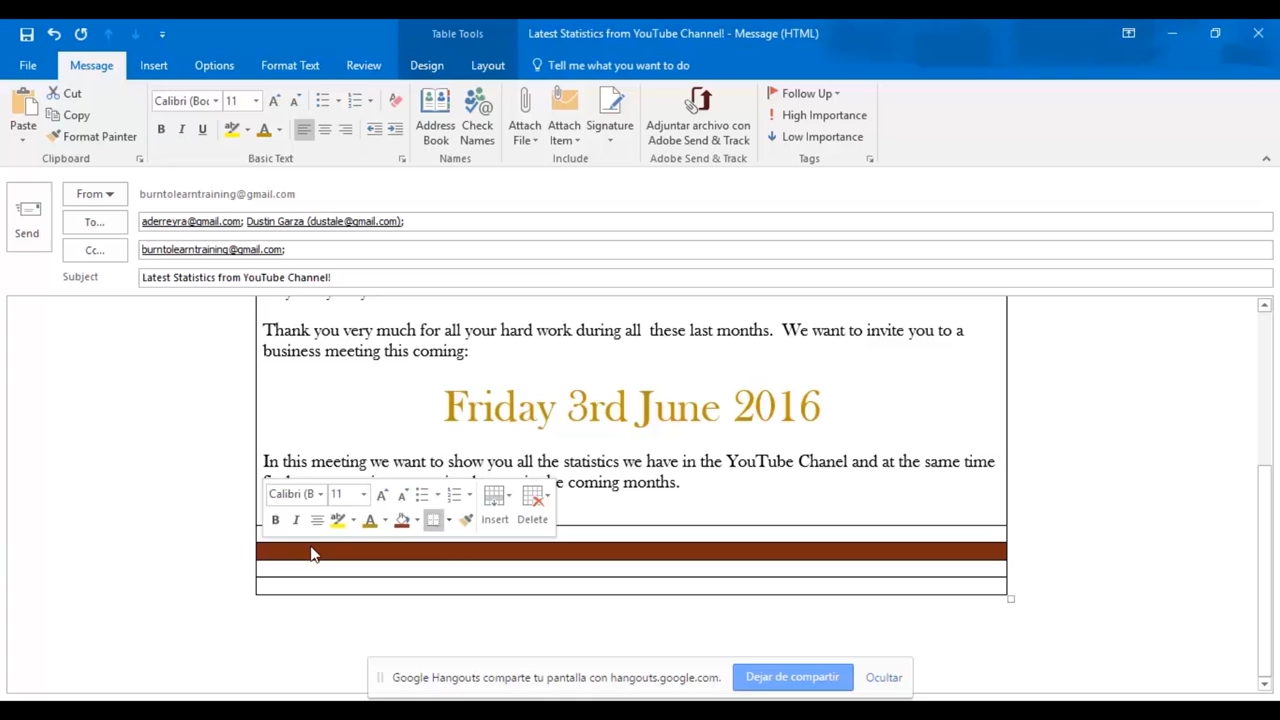 Table Tools
Latest Statistics from YouTube Channel! - Message (HTML)
File Message Insert Options Format Text Review Design Layout Tell me what you want to do
Paste
Cut
Copy
Format Painter
Clipboard
Calibri (Boc 11
Basic Text
Address Book
Check Names
Names
Attach File
Attach Item
Signature
Include
Adjuntar archivo con Adobe Send & Track
Adobe Send & Track
Follow Up
High Importance
Low Importance
Tags
Send
From burntolearntraining@gmail.com
To... aderreyra@gmail.com; Dustin Garza (dustale@gmail.com);
Cc... burntolearntraining@gmail.com;
Subject Latest Statistics from YouTube Channel!
Thank you very much for all your hard work during all these last months. We want to invite you to a
business meeting this coming:
Friday 3rd June 2016
In this meeting we want to show you all the statistics we have in the YouTube Chanel and at the same time
coming months.
Calibri (B 11
Insert Delete
Google Hangouts comparte tu pantalla con hangouts.google.com. Dejar de compartir Ocultar